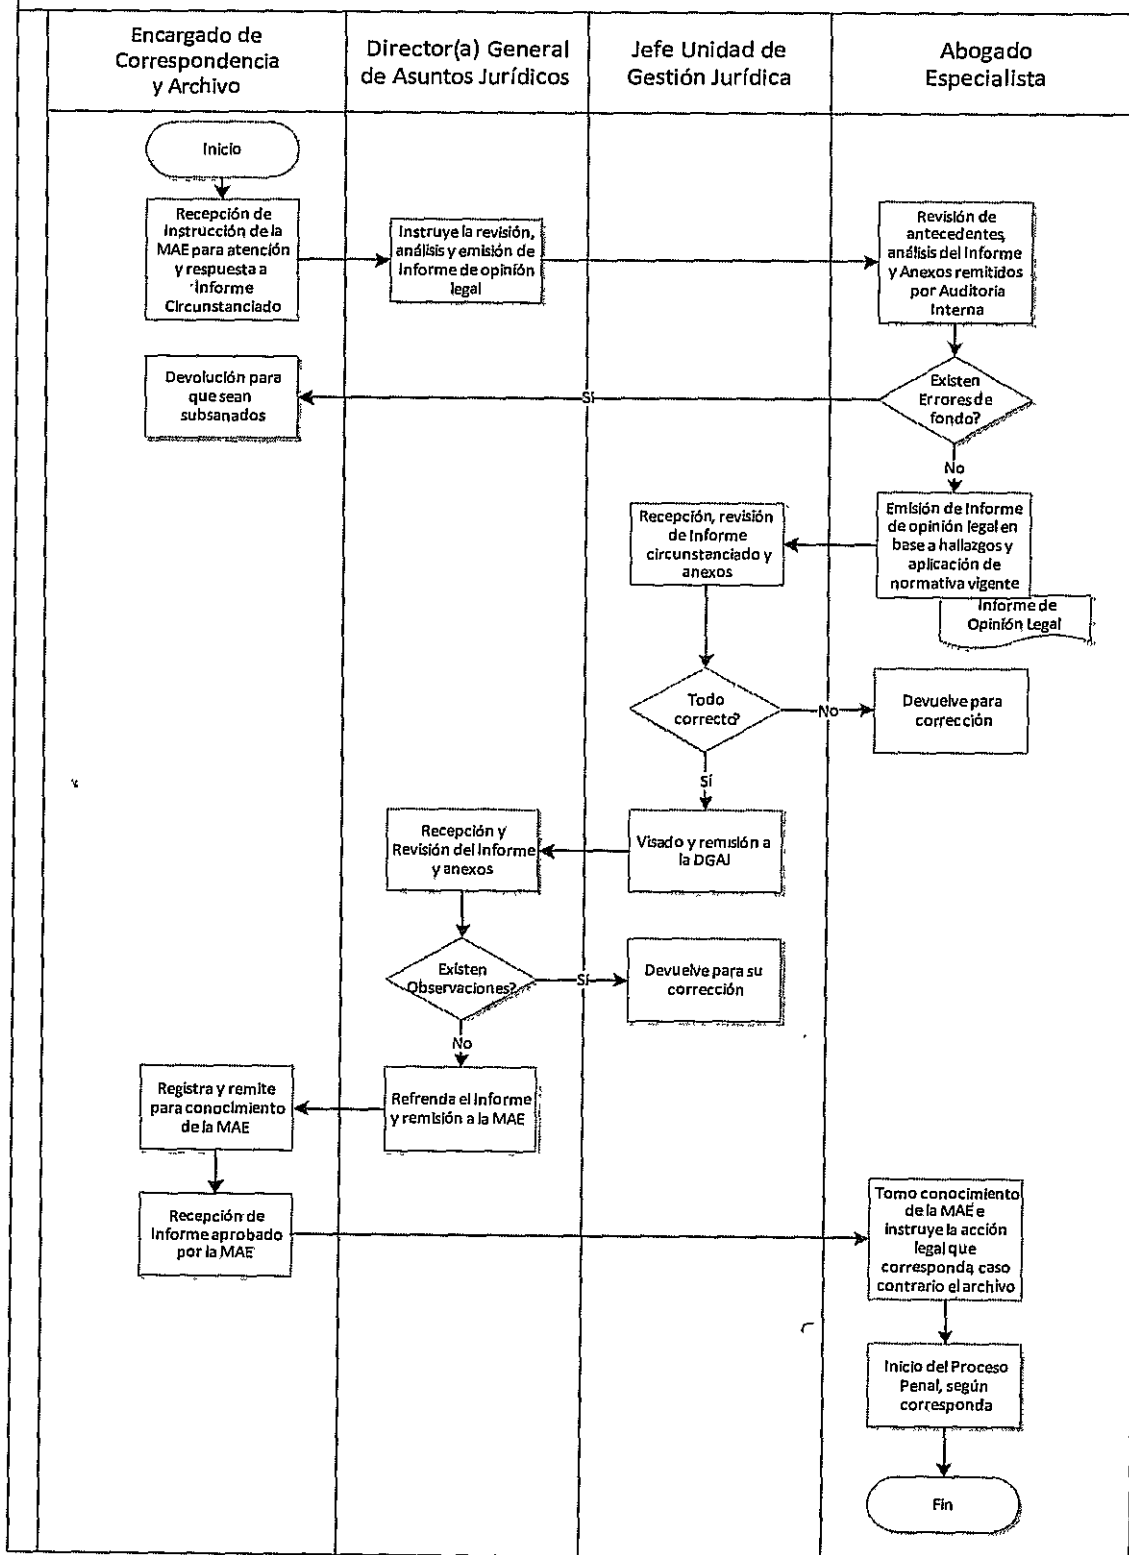 Encargado de
Correspondencia
y Archivo
Director(a) General
de Asuntos Jurídicos
Jefe Unidad de
Gestión Jurídica
Abogado
Especialista
Inicio
Recepción de
Instrucción de la
MAE para atención
y respuesta a
Informe
Circunstanciado
Instruye la revisión,
análisis y emisión de
Informe de opinión
legal
Revisión de
antecedentes,
análisis del Informe
y Anexos remitidos
por Auditoría
Interna
Devolución para
que sean
subsanados
Sí
Existen
Errores de
fondo?
No
Recepción, revisión
de Informe
circunstanciado y
anexos
Emisión de Informe
de opinión legal en
base a hallazgos y
aplicación de
normativa vigente
Informe de
Opinión Legal
Todo
correcto?
No
Devuelve para
corrección
Sí
Recepción y
Revisión del Informe
y anexos
Visado y remisión a
la DGAJ
Existen
Observaciones?
Sí
Devuelve para su
corrección
No
Registra y remite
para conocimiento
de la MAE
Refrenda el Informe
y remisión a la MAE
Recepción de
Informe aprobado
por la MAE
Tomo conocimiento
de la MAE e
instruye la acción
legal que
corresponda, caso
contrario el archivo
Inicio del Proceso
Penal, según
corresponda
Fin